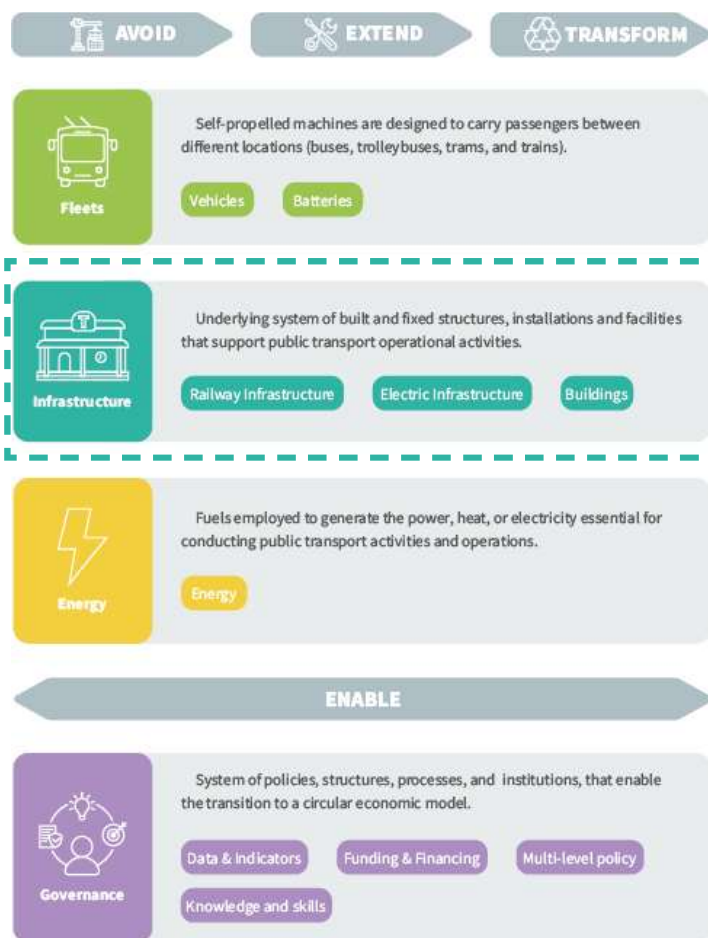 AVOID
EXTEND
TRANSFORM
Self-propelled machines are designed to carry passengers between
different locations (buses, trolleybuses, trams, and trains).
Fleets
Vehicles
Batteries
T
Underlying system of built and fixed structures, installations and facilities
that support public transport operational activities.
Infrastructure
Railway Infrastructure
Electric Infrastructure
Buildings
Fuels employed to generate the power, heat, or electricity essential for
conducting public transport activities and operations.
Energy
Energy
ENABLE
System of policies, structures, processes, and institutions, that enable
the transition to a circular economic model.
Governance
Data & Indicators
Funding & Financing
Multi-level policy
Knowledge and skills